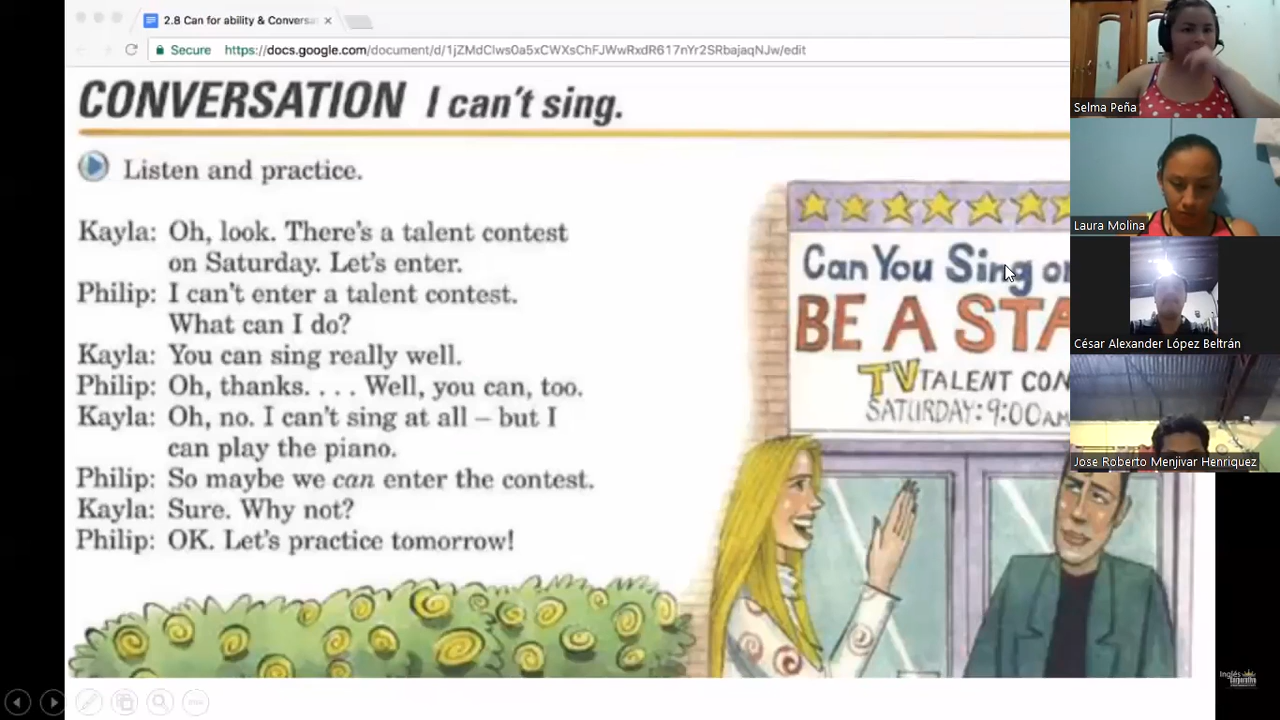 2.8 Can for ability & Conversa
Secure https://docs.google.com/document/d/1jZMdClws0a5xCWXsChFJWwRxdR617nYr2SRbajaqNJw/edit
CONVERSATION I can't sing.
Listen and practice.
Kayla: Oh, look. There's a talent contest
on Saturday. Let's enter.
Philip: I can't enter a talent contest.
What can I do?
Kayla: You can sing really well.
Philip: Oh, thanks. . . . Well, you can, too.
Kayla: Oh, no. I can't sing at all – but I
can play the piano.
Philip: So maybe we can enter the contest.
Kayla: Sure. Why not?
Philip: OK. Let's practice tomorrow!
Can You Sing or
BE A STA
TV TALENT CON
SATURDAY: 9:00 AM
Selma Peña
Laura Molina
César Alexander López Beltrán
Jose Roberto Menjivar Henriquez
Inglés